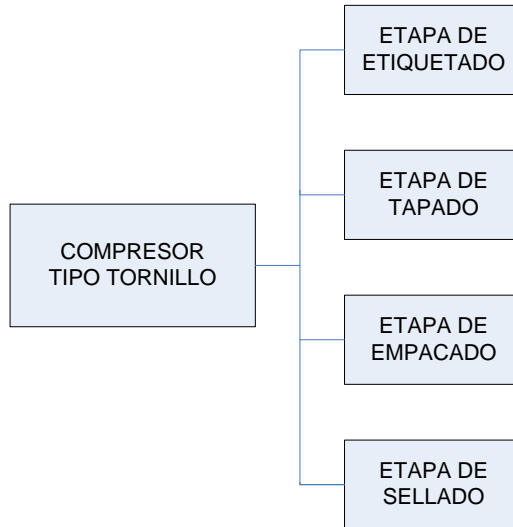 ETAPA DE
ETIQUETADO
ETAPA DE
TAPADO
COMPRESOR
TIPO TORNILLO
ETAPA DE
EMPACADO
ETAPA DE
SELLADO